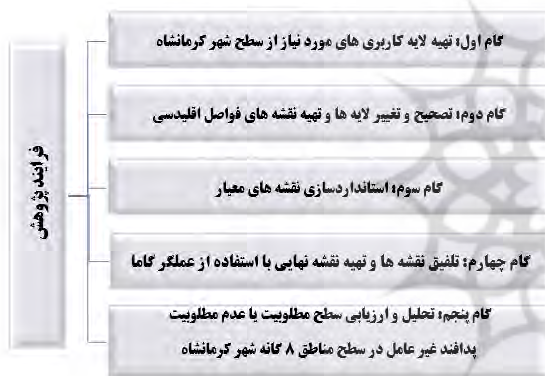 فرایند پژوهش
گام اول: تهیه لایه کاربری های مورد نیاز از سطح شهر کرمانشاه
گام دوم: تصحیح و تغییر لایه ها و تهیه نقشه های فواصل اقلیدسی
گام سوم: استانداردسازی نقشه های معیار
گام چهارم: تلفیق نقشه ها و تهیه نقشه نهایی با استفاده از عملگر گاما
گام پنجم: تحلیل و ارزیابی سطح مطلوبیت یا عدم مطلوبیت
پدافند غیر عامل در سطح مناطق ۸ گانه شهر کرمانشاه